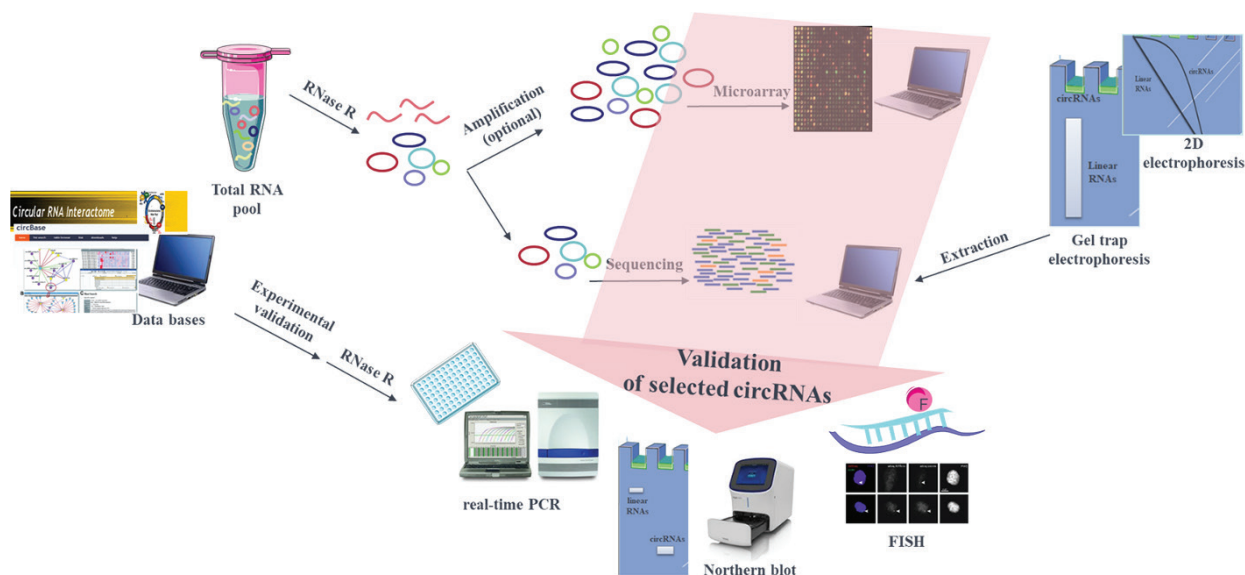 Total RNA
pool
RNase R
Amplification
(optional)
Microarray
Sequencing
circRNAs
Linear
RNAs
Linear
RNAs
circRNAs
2D
electrophoresis
Gel trap
electrophoresis
Extraction
Circular RNA Interactome
circBase
Data bases
Experimental
validation
RNase R
Validation
of selected circRNAs
real-time PCR
linear
RNAs
circRNAs
Northern blot
F
FISH